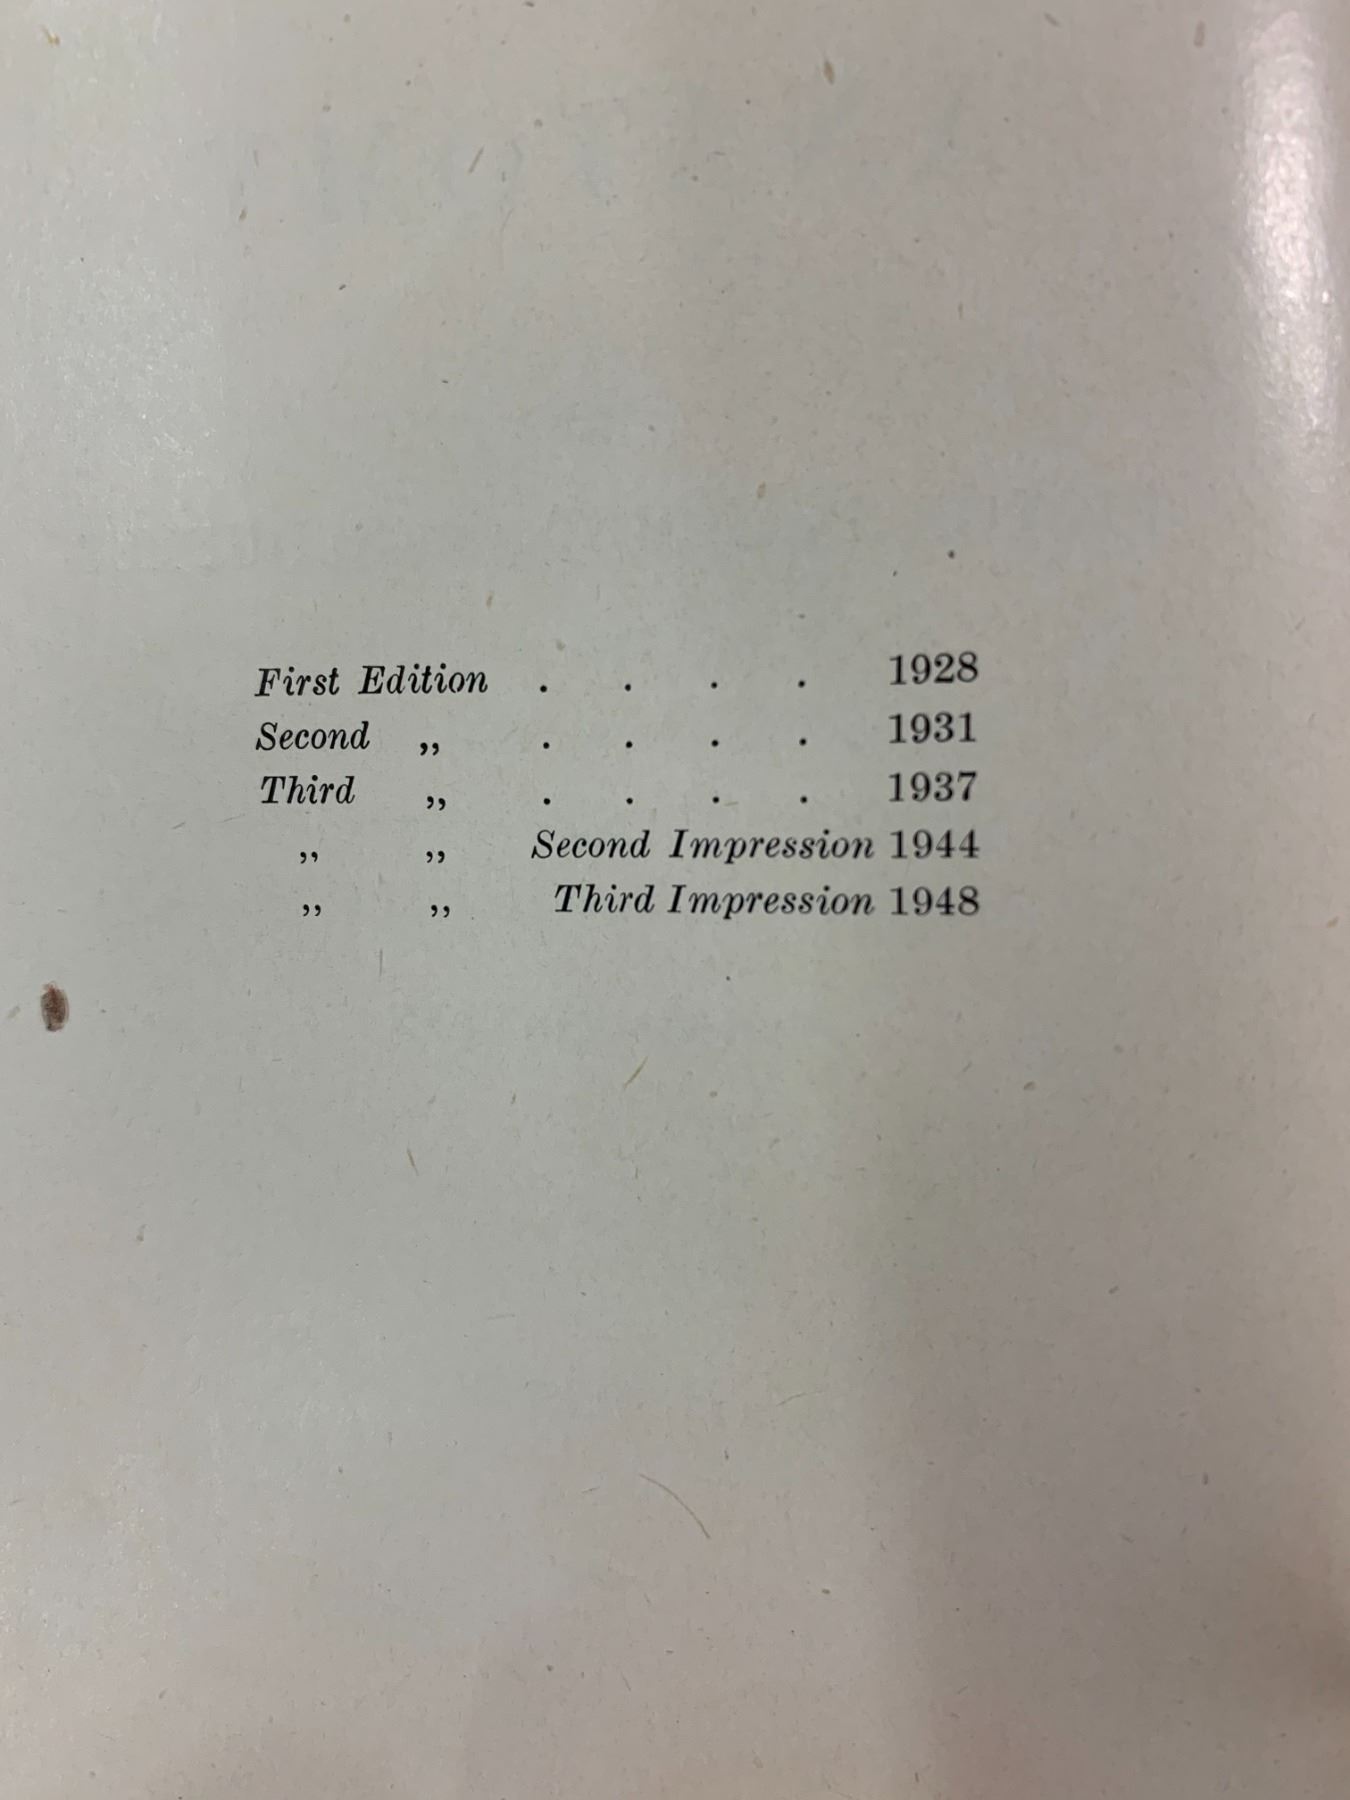 First Edition . . . . 1928
Second ,, . . . . 1931
Third ,, . . . . 1937
,, ,, Second Impression 1944
,, ,, Third Impression 1948